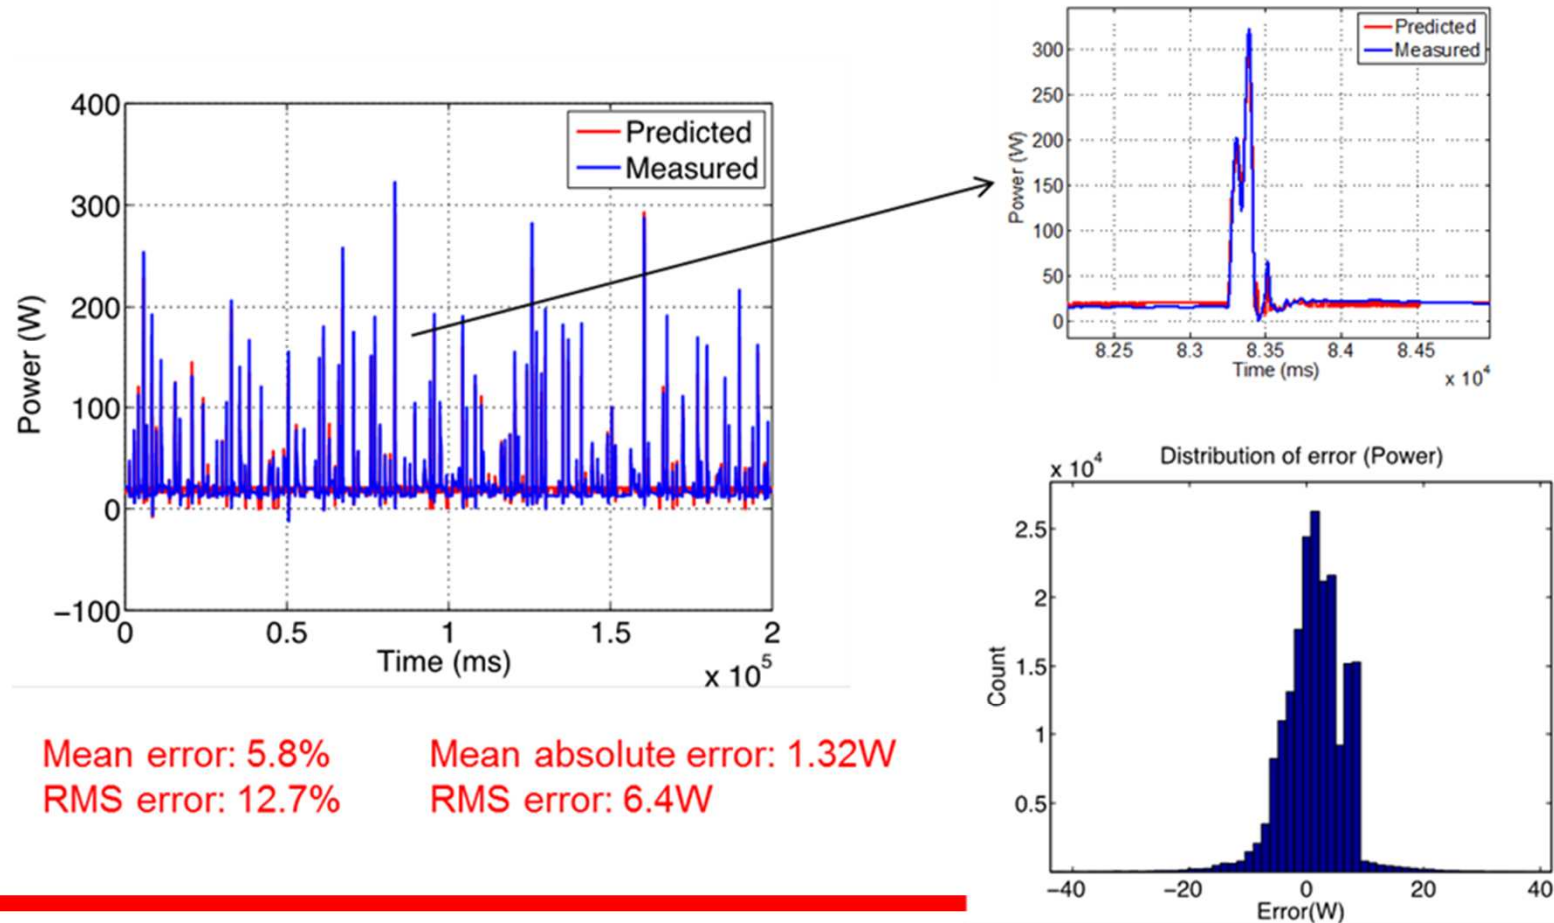 400
300
200
100
0
−100
Power (W)
Predicted
Measured
0
0.5
1
1.5
2
Time (ms)
x 10^5
Predicted
Measured
300
250
200
150
100
50
0
Power (W)
8.25
8.3
8.35
8.4
8.45
Time (ms)
x 10^4
Mean error: 5.8%
RMS error: 12.7%
Mean absolute error: 1.32W
RMS error: 6.4W
Distribution of error (Power)
x 10^4
2.5
2
1.5
1
0.5
Count
−40
−20
0
20
40
Error(W)